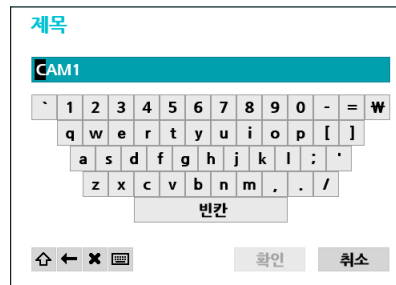 제목
CAM1
` 1 2 3 4 5 6 7 8 9 0 - = ₩
q w e r t y u i o p [ ]
a s d f g h j k l ; '
z x c v b n m , . /
빈칸
확인 취소